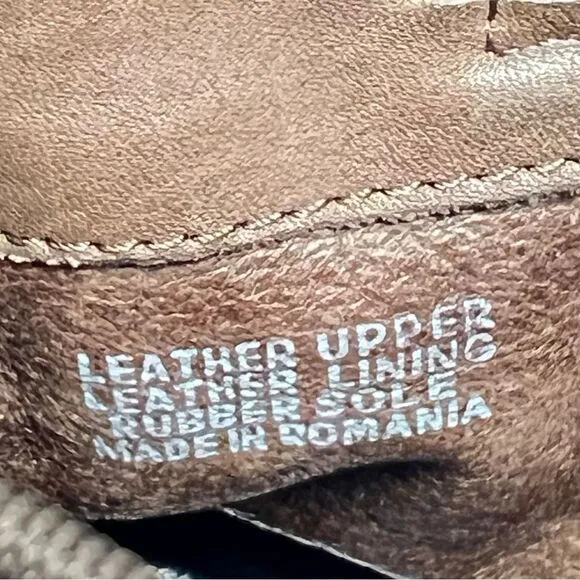 LEATHER UPPER
LEATHER LINING
RUBBER SOLE
MADE IN ROMANIA